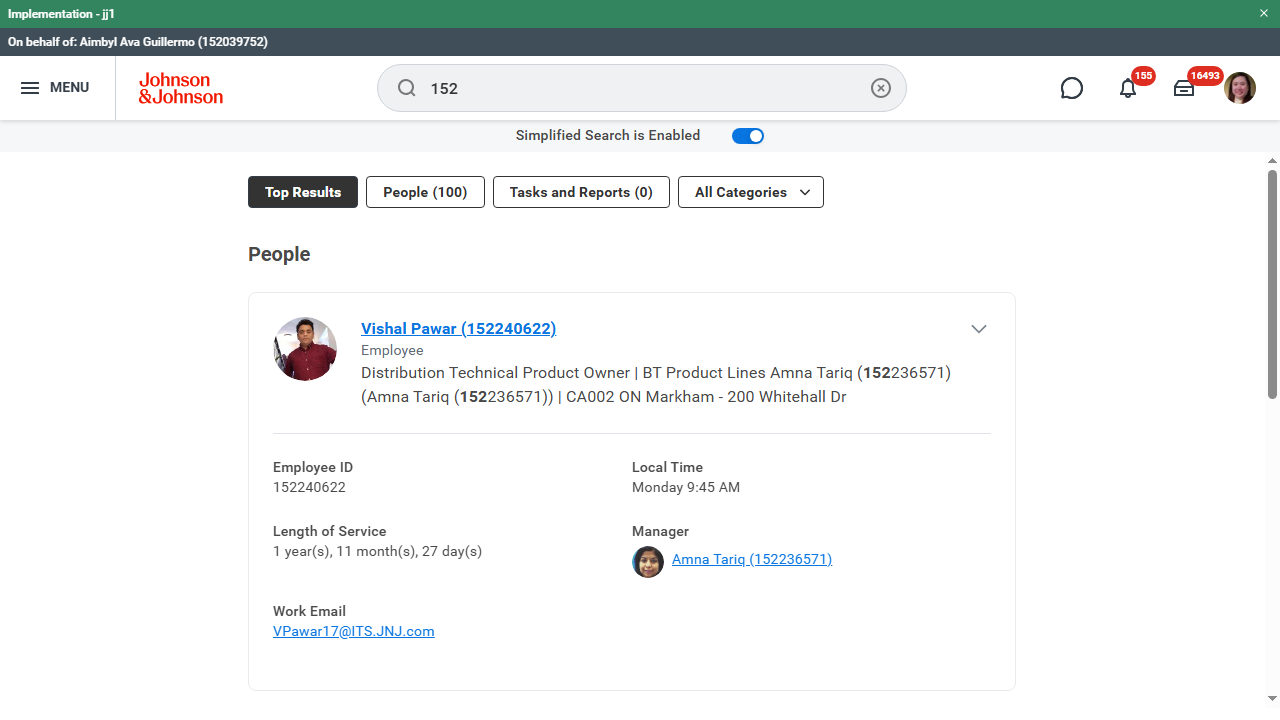 Implementation - jj1
On behalf of: Aimbyl Ava Guillermo (152039752)
MENU
Johnson
&Johnson
152
155
16493
Simplified Search is Enabled
Top Results
People (100)
Tasks and Reports (0)
All Categories
People
Vishal Pawar (152240622)
Employee
Distribution Technical Product Owner | BT Product Lines Amna Tariq (152236571)
(Amna Tariq (152236571)) | CA002 ON Markham - 200 Whitehall Dr
Employee ID
152240622
Local Time
Monday 9:45 AM
Length of Service
1 year(s), 11 month(s), 27 day(s)
Manager
Amna Tariq (152236571)
Work Email
VPawar17@ITS.JNJ.com